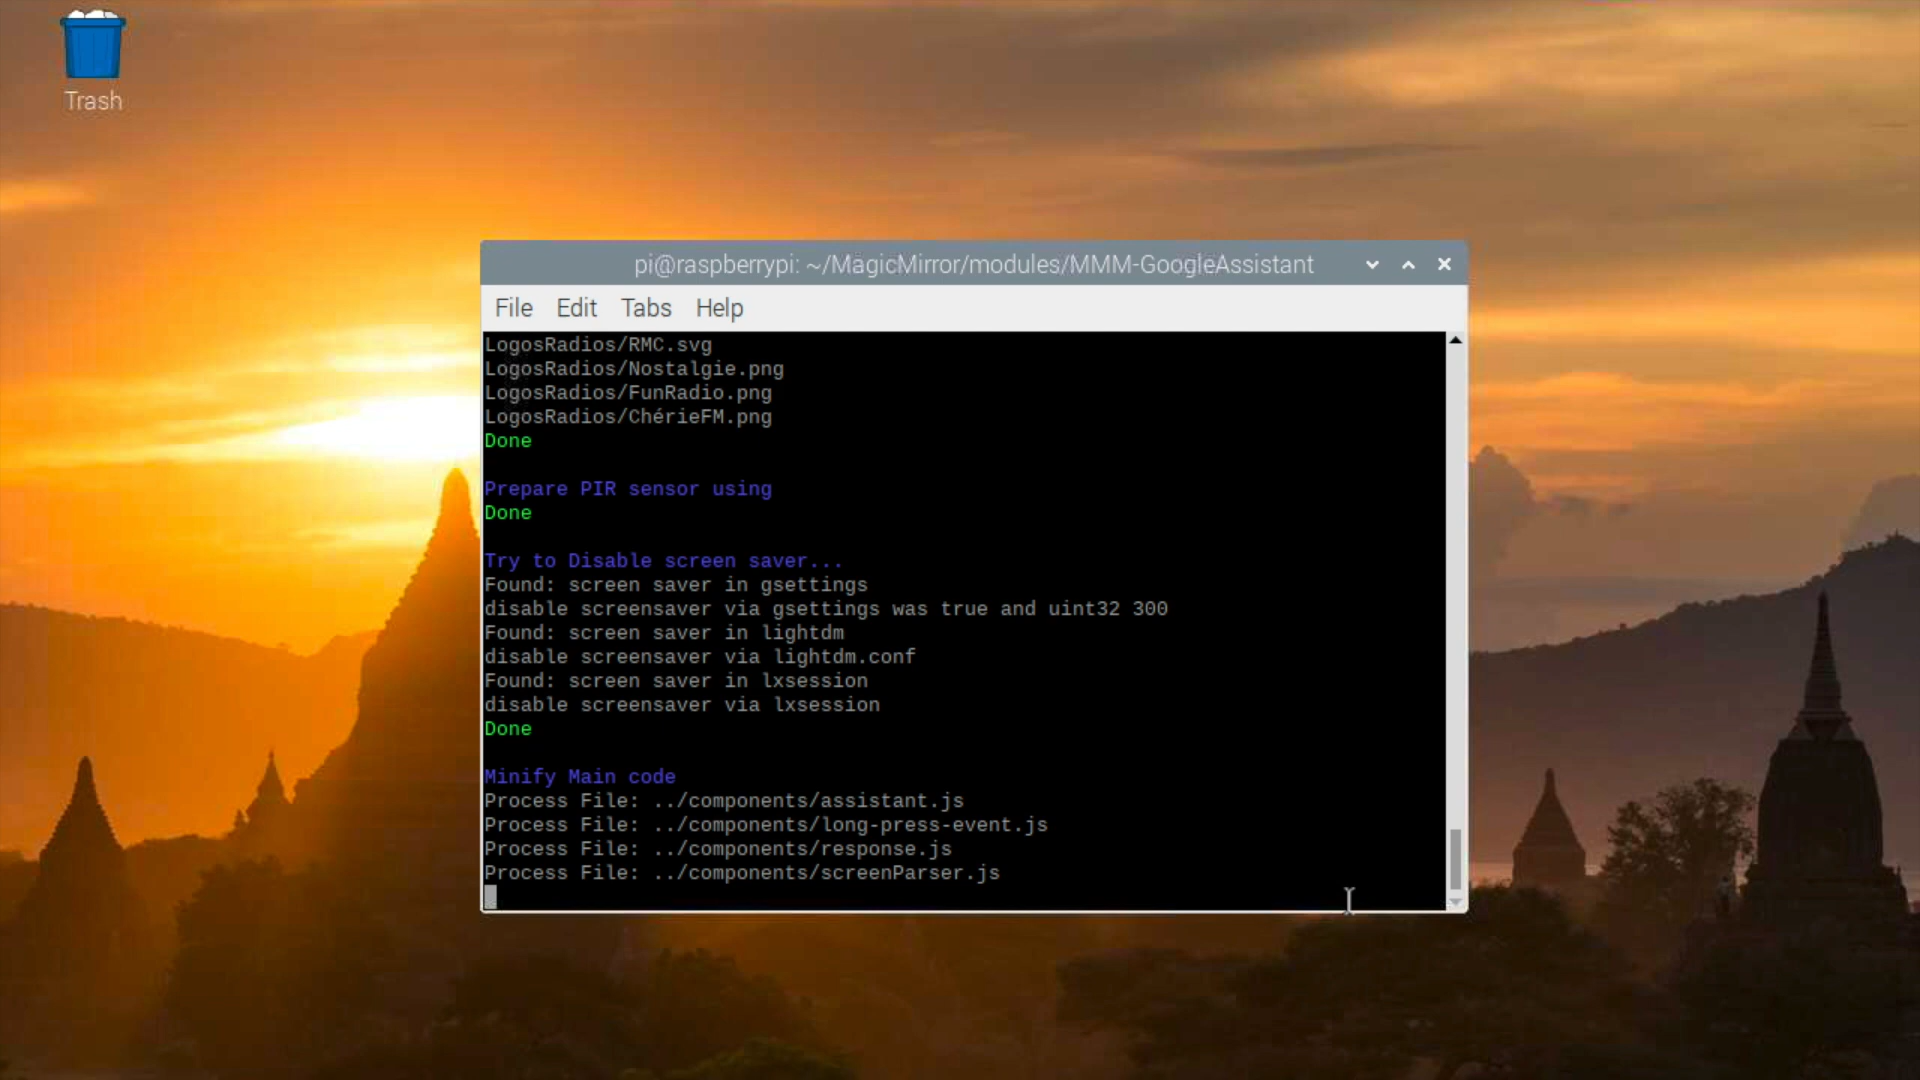 Trash
pi@raspberrypi: ~/MagicMirror/modules/MMM-GoogleAssistant
File Edit Tabs Help
LogosRadios/RMC.svg
LogosRadios/Nostalgie.png
LogosRadios/FunRadio.png
LogosRadios/ChérieFM.png
Done
Prepare PIR sensor using
Done
Try to Disable screen saver...
Found: screen saver in gsettings
disable screensaver via gsettings was true and uint32 300
Found: screen saver in lightdm
disable screensaver via lightdm.conf
Found: screen saver in lxsession
disable screensaver via lxsession
Done
Minify Main code
Process File: ../components/assistant.js
Process File: ../components/long-press-event.js
Process File: ../components/response.js
Process File: ../components/screenParser.js